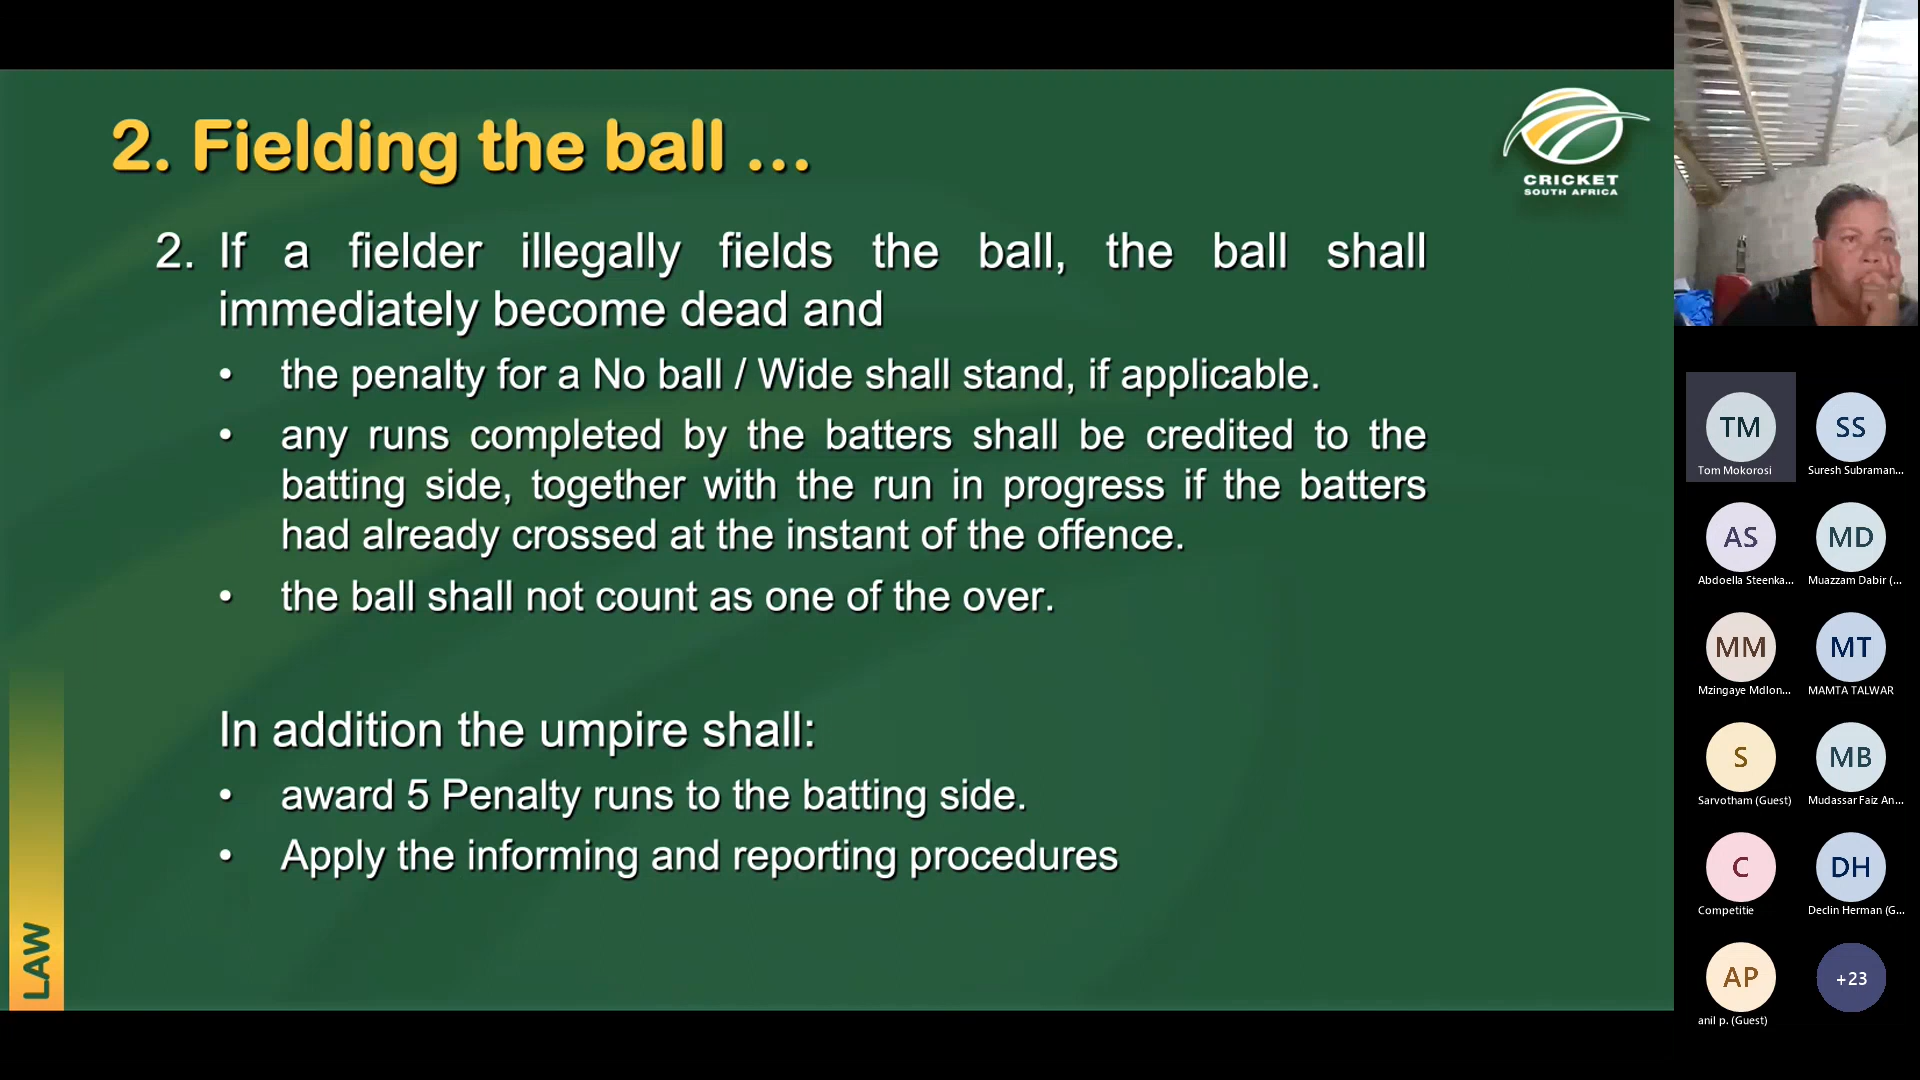 2. Fielding the ball ...
CRICKET
SOUTH AFRICA
2. If a fielder illegally fields the ball, the ball shall
immediately become dead and
• the penalty for a No ball / Wide shall stand, if applicable.
• any runs completed by the batters shall be credited to the
batting side, together with the run in progress if the batters
had already crossed at the instant of the offence.
• the ball shall not count as one of the over.
In addition the umpire shall:
• award 5 Penalty runs to the batting side.
• Apply the informing and reporting procedures
LAW
TM
Tom Mokorosi
SS
Suresh Subraman...
AS
Abdoella Steenka...
MD
Muazzam Dabir (...
MM
Mzingaye Mdlon...
MT
MAMTA TALWAR
S
Sarvotham (Guest)
MB
Mudassar Faiz An...
C
Competitie
DH
Declin Herman (G...
AP
anil p. (Guest)
+23